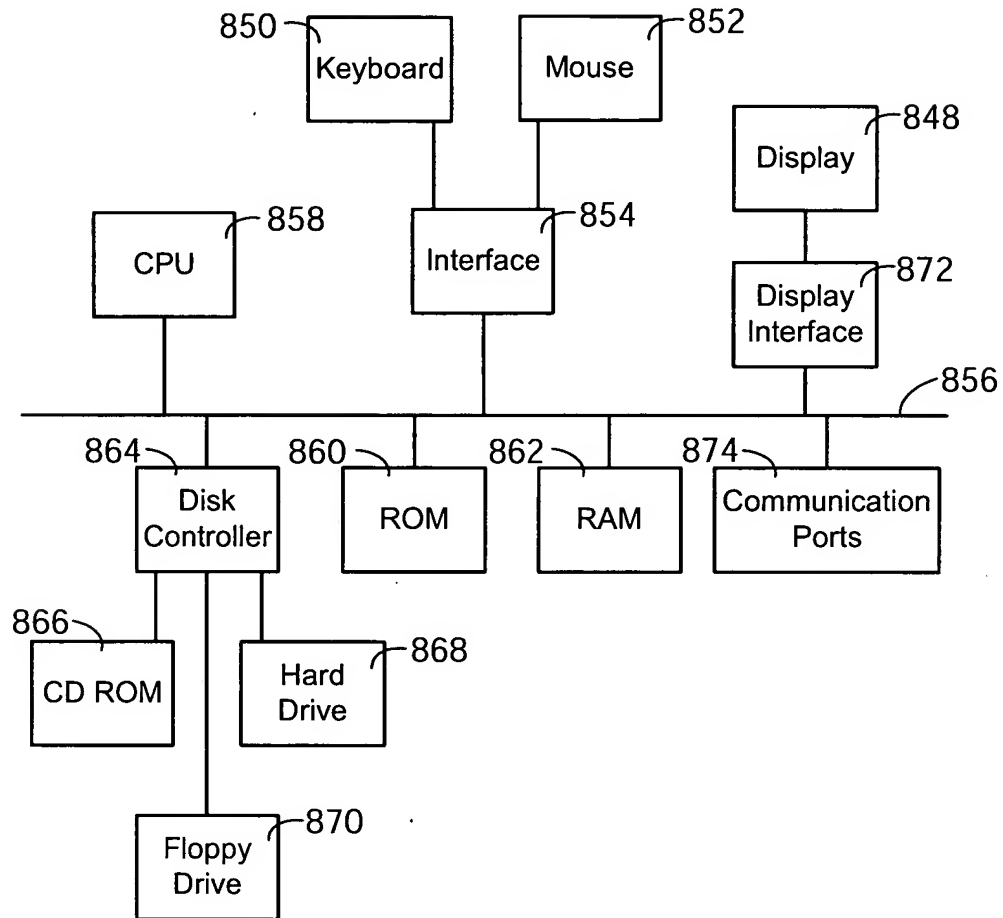 850
Keyboard
852
Mouse
848
Display
858
CPU
854
Interface
872
Display
Interface
856
864
Disk
Controller
860
ROM
862
RAM
874
Communication
Ports
866
CD ROM
868
Hard
Drive
870
Floppy
Drive